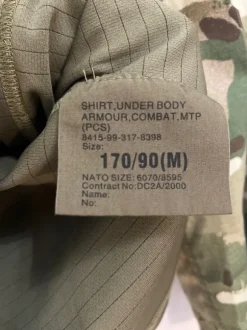 SHIRT,UNDER BODY
ARMOUR,COMBAT,MTP
(PCS)
8415-99-317-8398
Size:
170/90(M)
NATO SIZE: 6070/8595
Contract No:DC2A/2000
Name:
No: